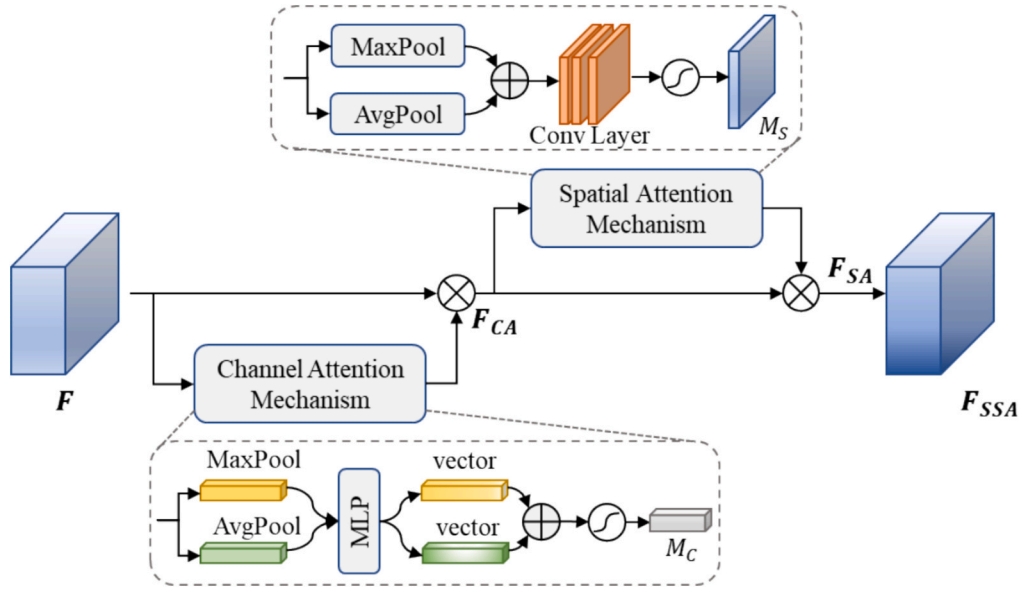 MaxPool
AvgPool
Conv Layer
M_S
Spatial Attention
Mechanism
F_SA
F_CA
F
Channel Attention
Mechanism
F_SSA
MaxPool
vector
MLP
AvgPool
vector
M_C